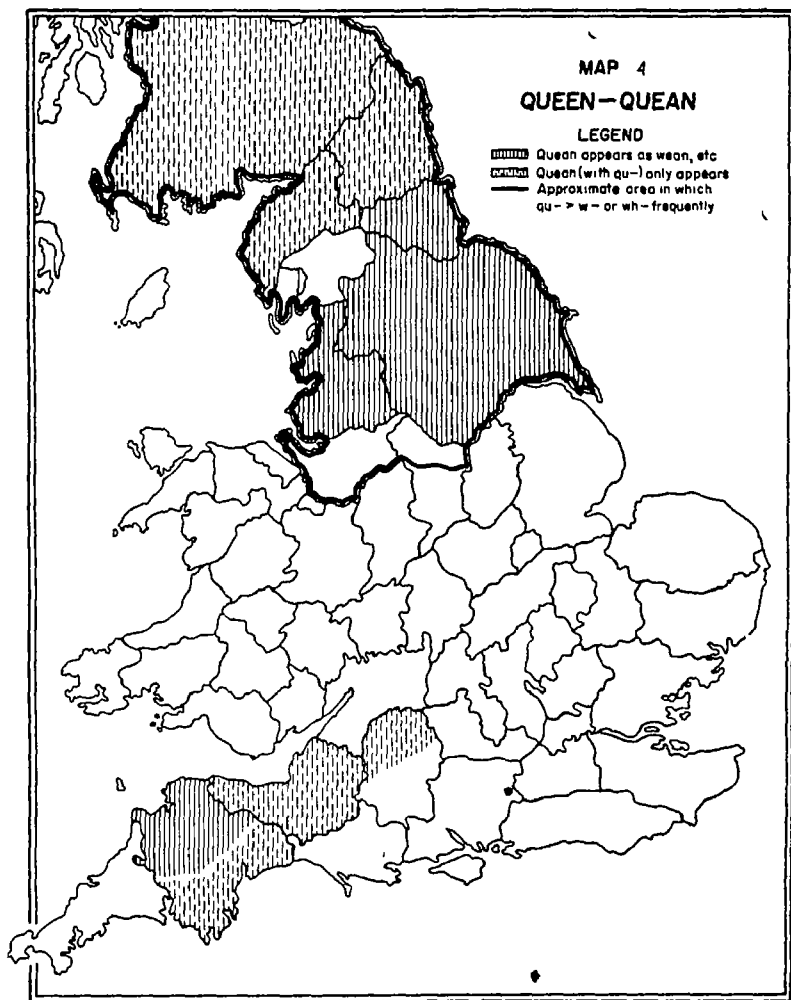 MAP 4
QUEEN—QUEAN
LEGEND
Quean appears as wean, etc
Quean (with qu-) only appears
Approximate area in which
qu- > w- or wh- frequently